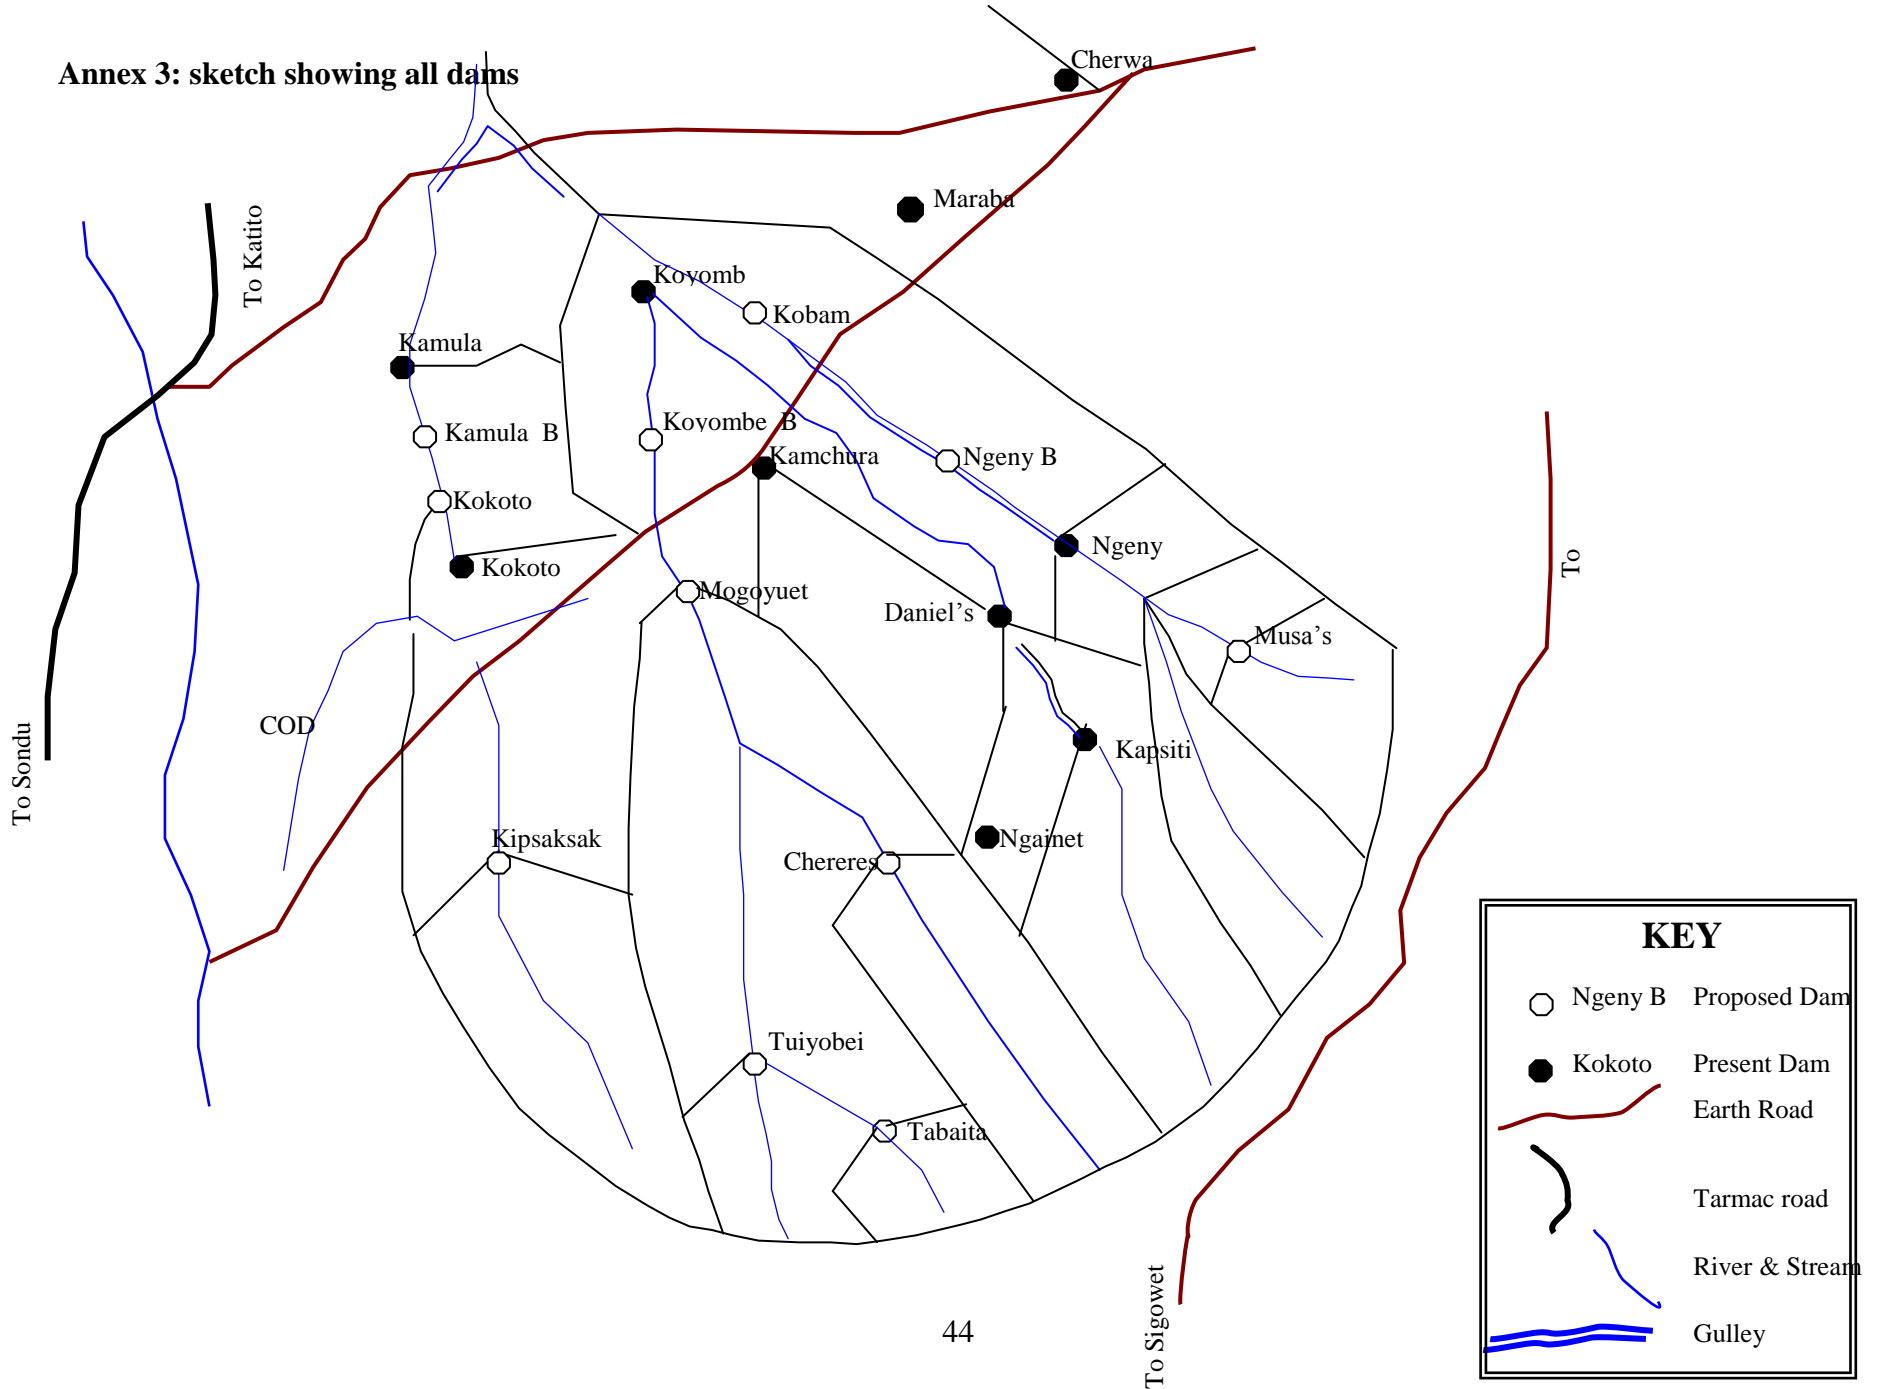 Annex 3: sketch showing all dams
Cherwa
Maraba
To Katito
Koyomb
Kobam
Kamula
Koyombe B
Kamula B
Kamchura
Ngeny B
Kokoto
Ngeny
To
Kokoto
Mogoyuet
Daniel’s
Musa’s
COD
Kapsiti
To Sondu
Kipsaksak
Ngainet
Chereres
Tuiyobei
Tabaita
To Sigowet
KEY
Ngeny B Proposed Dam
Kokoto Present Dam
Earth Road
Tarmac road
River & Stream
Gulley
44